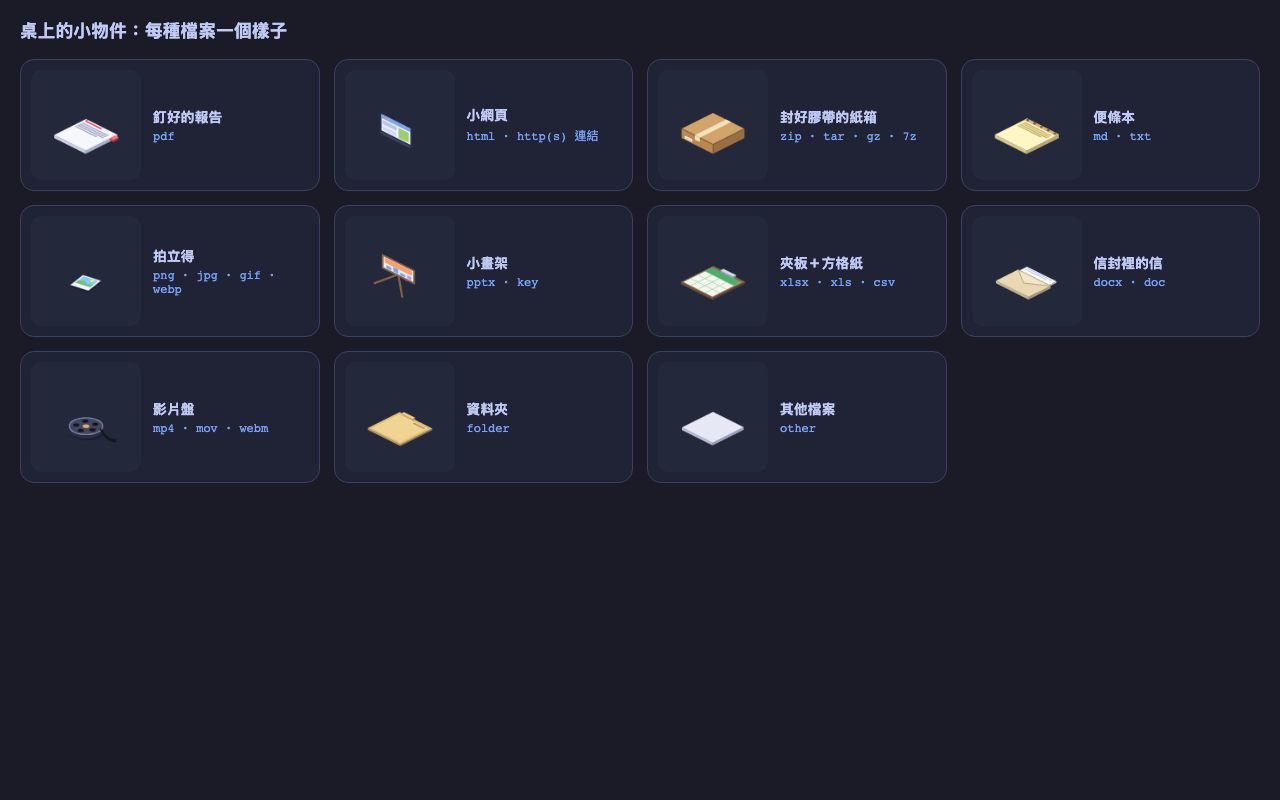 桌上的小物件：每種檔案一個樣子
釘好的報告
pdf
小網頁
html · http(s) 連結
封好膠帶的紙箱
zip · tar · gz · 7z
便條本
md · txt
拍立得
png · jpg · gif ·
webp
小畫架
pptx · key
夾板＋方格紙
xlsx · xls · csv
信封裡的信
docx · doc
影片盤
mp4 · mov · webm
資料夾
folder
其他檔案
other